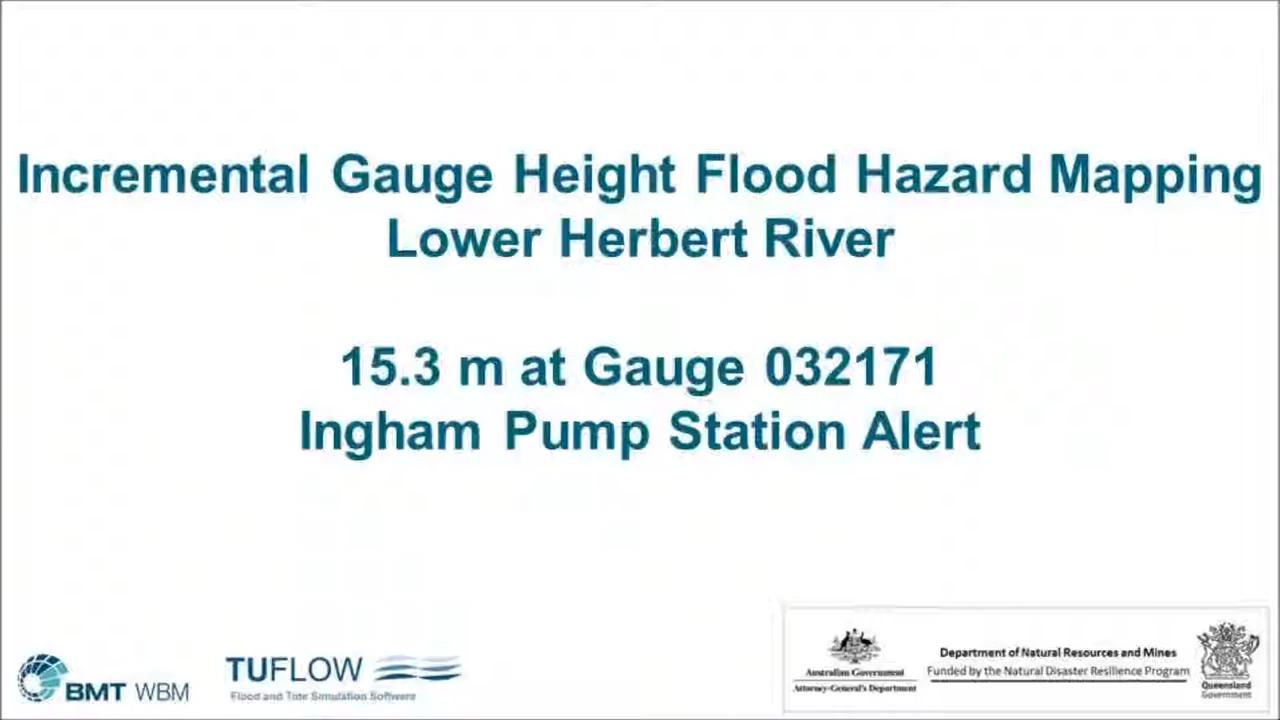 Incremental Gauge Height Flood Hazard Mapping
Lower Herbert River
15.3 m at Gauge 032171
Ingham Pump Station Alert
BMT WBM
TUFLOW
Flood and Tide Simulation Software
Australian Government
Attorney-General's Department
Department of Natural Resources and Mines
Funded by the Natural Disaster Resilience Program
Queensland
Government